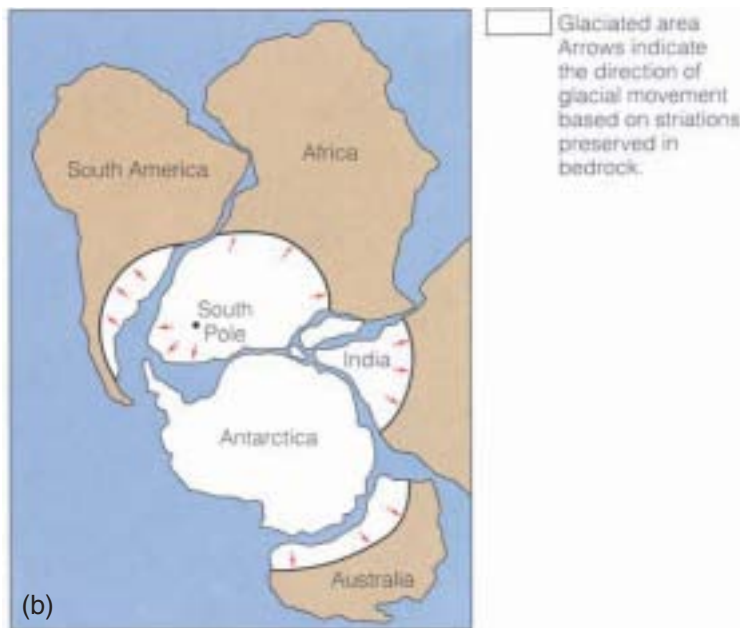 Glaciated area
Arrows indicate
the direction of
glacial movement
based on striations
preserved in
bedrock.
Africa
South America
South
Pole
India
Antarctica
Australia
(b)